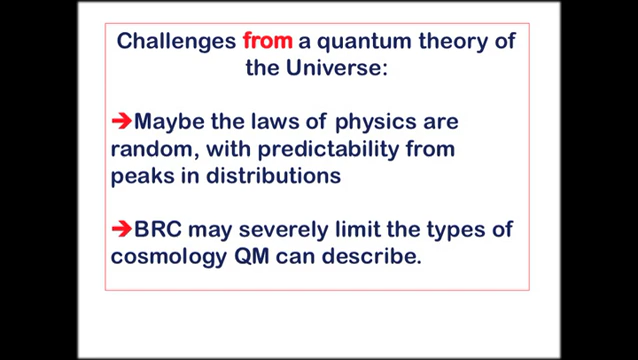 Challenges from a quantum theory of
the Universe:
➔Maybe the laws of physics are
random, with predictability from
peaks in distributions
➔BRC may severely limit the types of
cosmology QM can describe.